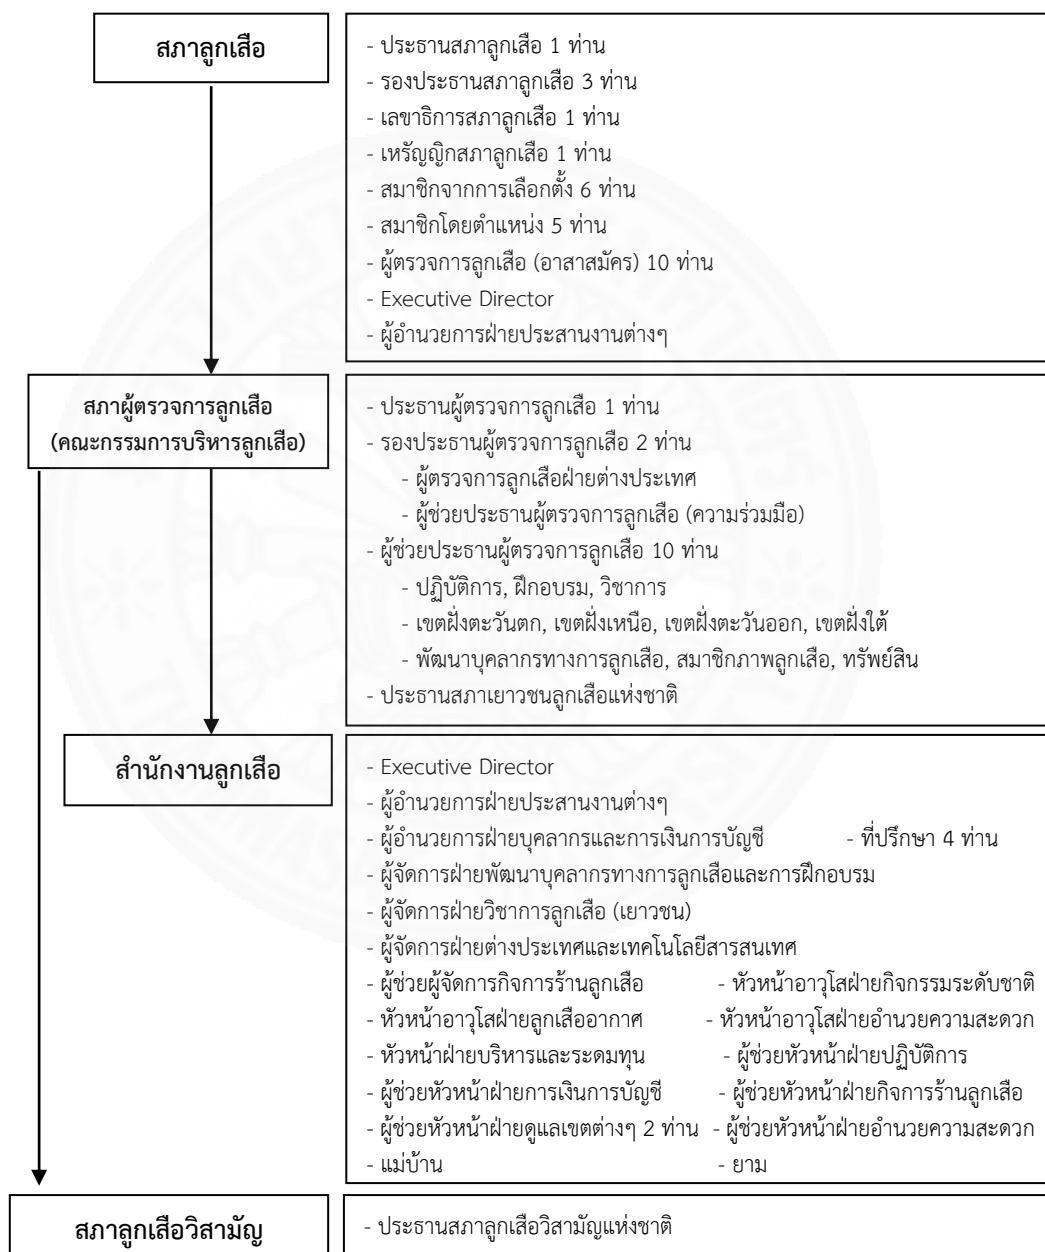 สภาลูกเสือ
- ประธานสภาลูกเสือ 1 ท่าน
- รองประธานสภาลูกเสือ 3 ท่าน
- เลขาธิการสภาลูกเสือ 1 ท่าน
- เหรัญญิกสภาลูกเสือ 1 ท่าน
- สมาชิกจากการเลือกตั้ง 6 ท่าน
- สมาชิกโดยตำแหน่ง 5 ท่าน
- ผู้ตรวจการลูกเสือ (อาสาสมัคร) 10 ท่าน
- Executive Director
- ผู้อำนวยการฝ่ายประสานงานต่างๆ
สภาผู้ตรวจการลูกเสือ
(คณะกรรมการบริหารลูกเสือ)
- ประธานผู้ตรวจการลูกเสือ 1 ท่าน
- รองประธานผู้ตรวจการลูกเสือ 2 ท่าน
- ผู้ตรวจการลูกเสือฝ่ายต่างประเทศ
- ผู้ช่วยประธานผู้ตรวจการลูกเสือ (ความร่วมมือ)
- ผู้ช่วยประธานผู้ตรวจการลูกเสือ 10 ท่าน
- ปฏิบัติการ, ฝึกอบรม, วิชาการ
- เขตฝั่งตะวันตก, เขตฝั่งเหนือ, เขตฝั่งตะวันออก, เขตฝั่งใต้
- พัฒนาบุคลากรทางการลูกเสือ, สมาชิกภาพลูกเสือ, ทรัพย์สิน
- ประธานสภาเยาวชนลูกเสือแห่งชาติ
สำนักงานลูกเสือ
- Executive Director
- ผู้อำนวยการฝ่ายประสานงานต่างๆ
- ผู้อำนวยการฝ่ายบุคลากรและการเงินการบัญชี - ที่ปรึกษา 4 ท่าน
- ผู้จัดการฝ่ายพัฒนาบุคลากรทางการลูกเสือและการฝึกอบรม
- ผู้จัดการฝ่ายวิชาการลูกเสือ (เยาวชน)
- ผู้จัดการฝ่ายต่างประเทศและเทคโนโลยีสารสนเทศ
- ผู้ช่วยผู้จัดการกิจการร้านลูกเสือ - หัวหน้าอาวุโสฝ่ายกิจกรรมระดับชาติ
- หัวหน้าอาวุโสฝ่ายลูกเสืออากาศ - หัวหน้าอาวุโสฝ่ายอำนวยความสะดวก
- หัวหน้าฝ่ายบริหารและระดมทุน - ผู้ช่วยหัวหน้าฝ่ายปฏิบัติการ
- ผู้ช่วยหัวหน้าฝ่ายการเงินการบัญชี - ผู้ช่วยหัวหน้าฝ่ายกิจการร้านลูกเสือ
- ผู้ช่วยหัวหน้าฝ่ายดูแลเขตต่างๆ 2 ท่าน - ผู้ช่วยหัวหน้าฝ่ายอำนวยความสะดวก
- แม่บ้าน - ยาม
สภาลูกเสือวิสามัญ
- ประธานสภาลูกเสือวิสามัญแห่งชาติ